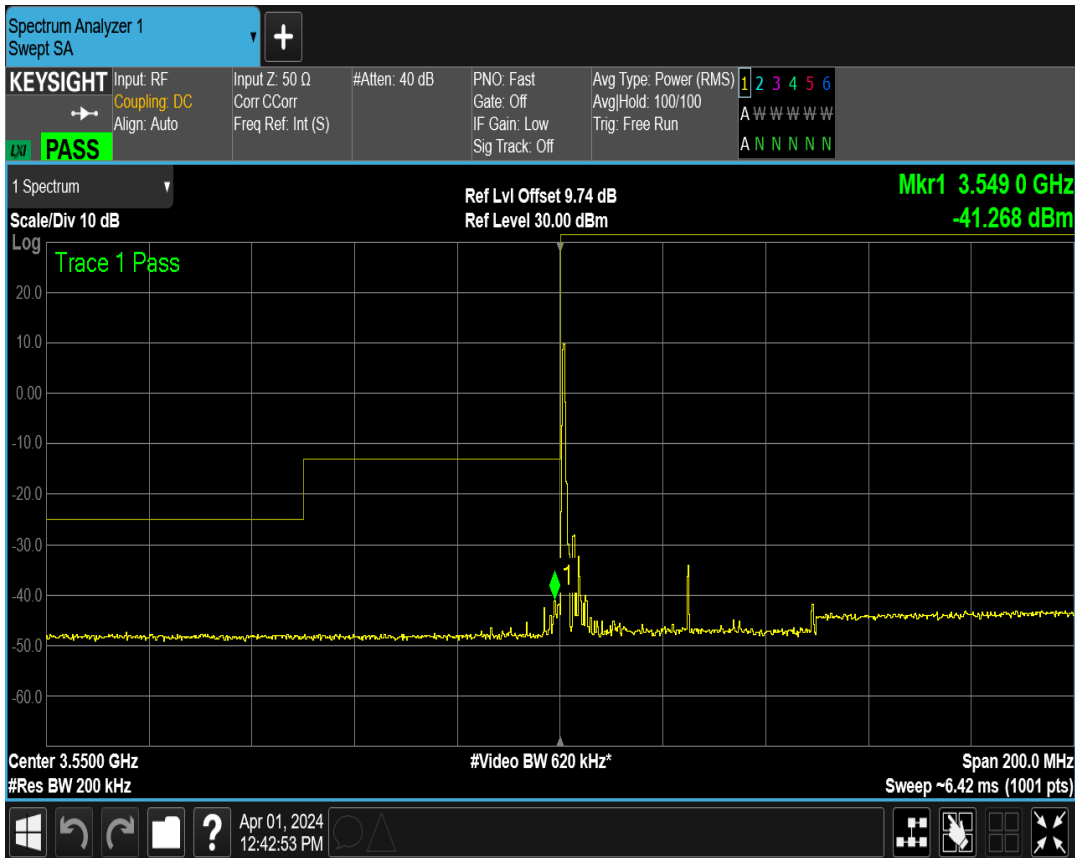 Spectrum Analyzer 1
Swept SA
+
KEYSIGHT
LXI PASS
Input: RF
Coupling: DC
Align: Auto
Input Z: 50 Ω
Corr CCorr
Freq Ref: Int (S)
#Atten: 40 dB
PNO: Fast
Gate: Off
IF Gain: Low
Sig Track: Off
Avg Type: Power (RMS)
Avg|Hold: 100/100
Trig: Free Run
1 2 3 4 5 6
A W W W W W
A N N N N N
1 Spectrum
Scale/Div 10 dB
Ref Lvl Offset 9.74 dB
Ref Level 30.00 dBm
Mkr1 3.549 0 GHz
-41.268 dBm
Log
Trace 1 Pass
20.0
10.0
0.00
-10.0
-20.0
-30.0
-40.0
-50.0
-60.0
1
Center 3.5500 GHz
#Res BW 200 kHz
#Video BW 620 kHz*
Span 200.0 MHz
Sweep ~6.42 ms (1001 pts)
?
Apr 01, 2024
12:42:53 PM